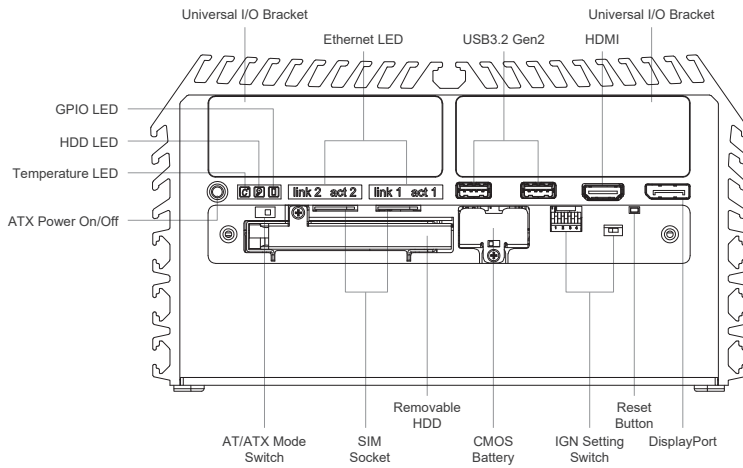 Universal I/O Bracket
Universal I/O Bracket
Ethernet LED
USB3.2 Gen2
HDMI
GPIO LED
HDD LED
Temperature LED
ATX Power On/Off
link 2 act 2
link 1 act 1
Removable
HDD
Reset
Button
AT/ATX Mode
Switch
SIM
Socket
CMOS
Battery
IGN Setting
Switch
DisplayPort